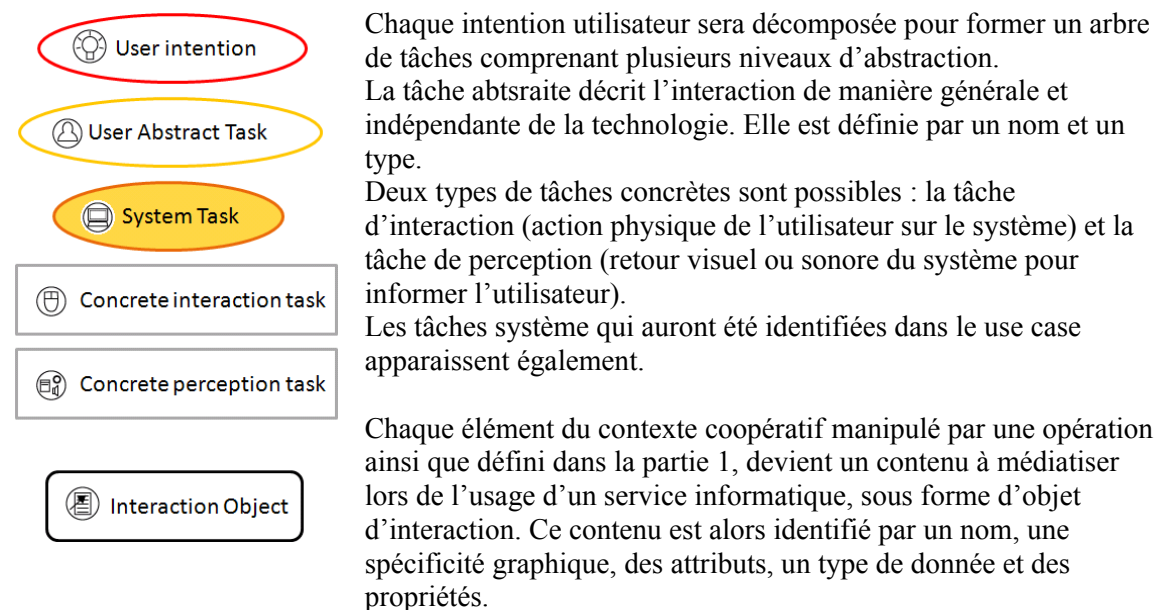 User intention
User Abstract Task
System Task
Concrete interaction task
Concrete perception task
Interaction Object
Chaque intention utilisateur sera décomposée pour former un arbre
de tâches comprenant plusieurs niveaux d’abstraction.
La tâche abtsraite décrit l’interaction de manière générale et
indépendante de la technologie. Elle est définie par un nom et un
type.
Deux types de tâches concrètes sont possibles : la tâche
d’interaction (action physique de l’utilisateur sur le système) et la
tâche de perception (retour visuel ou sonore du système pour
informer l’utilisateur).
Les tâches système qui auront été identifiées dans le use case
apparaissent également.
Chaque élément du contexte coopératif manipulé par une opération
ainsi que défini dans la partie 1, devient un contenu à médiatiser
lors de l’usage d’un service informatique, sous forme d’objet
d’interaction. Ce contenu est alors identifié par un nom, une
spécificité graphique, des attributs, un type de donnée et des
propriétés.